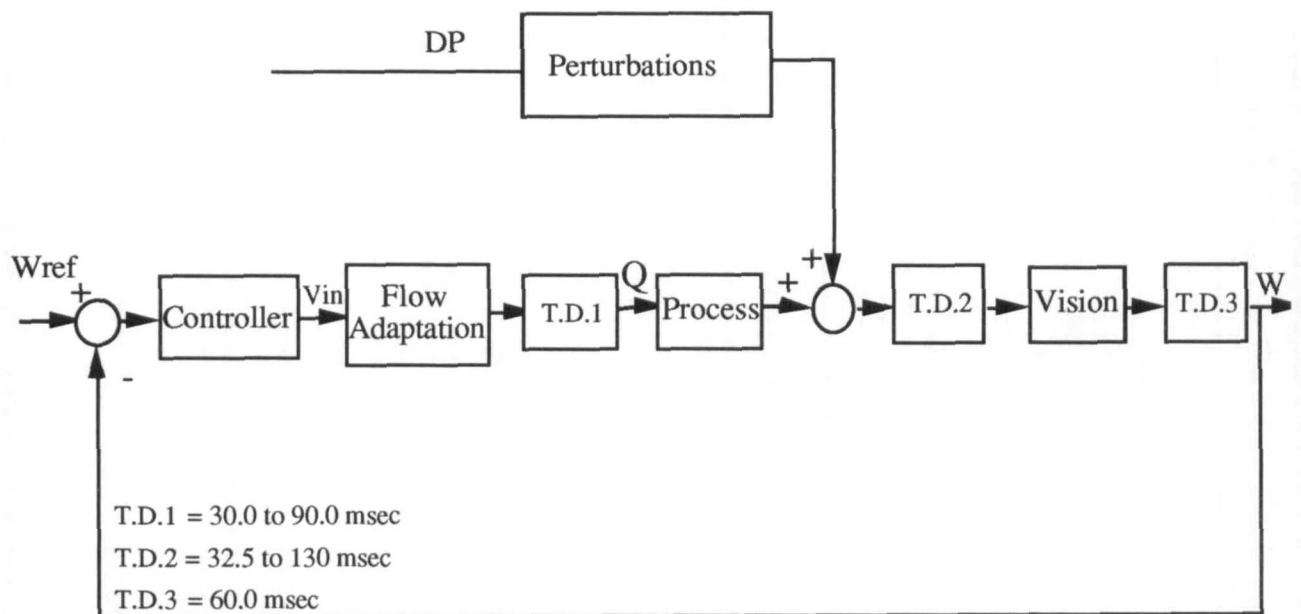 DP
Perturbations
Wref
+
-
Controller
Vin
Flow
Adaptation
T.D.1
Q
Process
+
+
T.D.2
Vision
T.D.3
W
T.D.1 = 30.0 to 90.0 msec
T.D.2 = 32.5 to 130 msec
T.D.3 = 60.0 msec